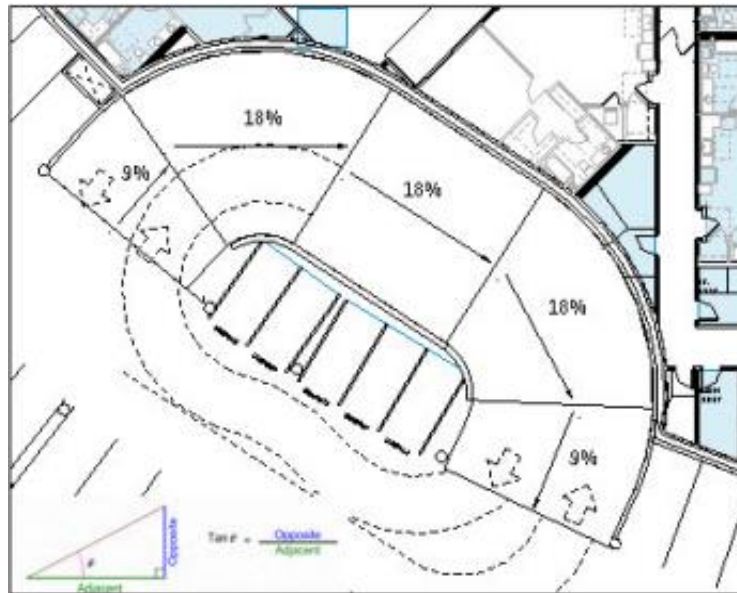 18%
9%
18%
18%
9%
Tan θ = Opposite
Adjacent
Opposite
Adjacent